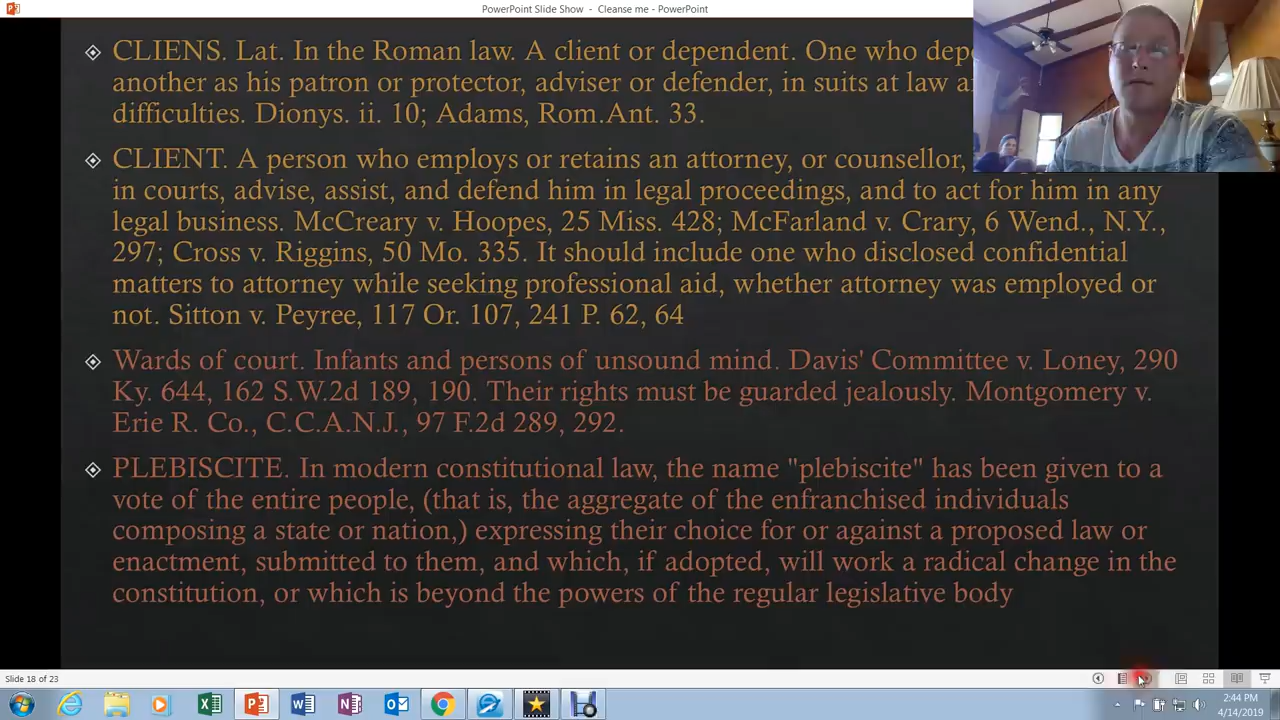 PowerPoint Slide Show - Cleanse me - PowerPoint
CLIENS. Lat. In the Roman law. A client or dependent. One who
another as his patron or protector, adviser or defender, in suits at law
difficulties. Dionys. ii. 10; Adams, Rom.Ant. 33.
CLIENT. A person who employs or retains an attorney, or counsellor,
in courts, advise, assist, and defend him in legal proceedings, and to act for him in any
legal business. McCreary v. Hoopes, 25 Miss. 428; McFarland v. Crary, 6 Wend., N.Y.,
297; Cross v. Riggins, 50 Mo. 335. It should include one who disclosed confidential
matters to attorney while seeking professional aid, whether attorney was employed or
not. Sitton v. Peyree, 117 Or. 107, 241 P. 62, 64
Wards of court. Infants and persons of unsound mind. Davis' Committee v. Loney, 290
Ky. 644, 162 S.W.2d 189, 190. Their rights must be guarded jealously. Montgomery v.
Erie R. Co., C.C.A.N.J., 97 F.2d 289, 292.
PLEBISCITE. In modern constitutional law, the name "plebiscite" has been given to a
vote of the entire people, (that is, the aggregate of the enfranchised individuals
composing a state or nation,) expressing their choice for or against a proposed law or
enactment, submitted to them, and which, if adopted, will work a radical change in the
constitution, or which is beyond the powers of the regular legislative body
Slide 18 of 23
2:44 PM
4/14/2019